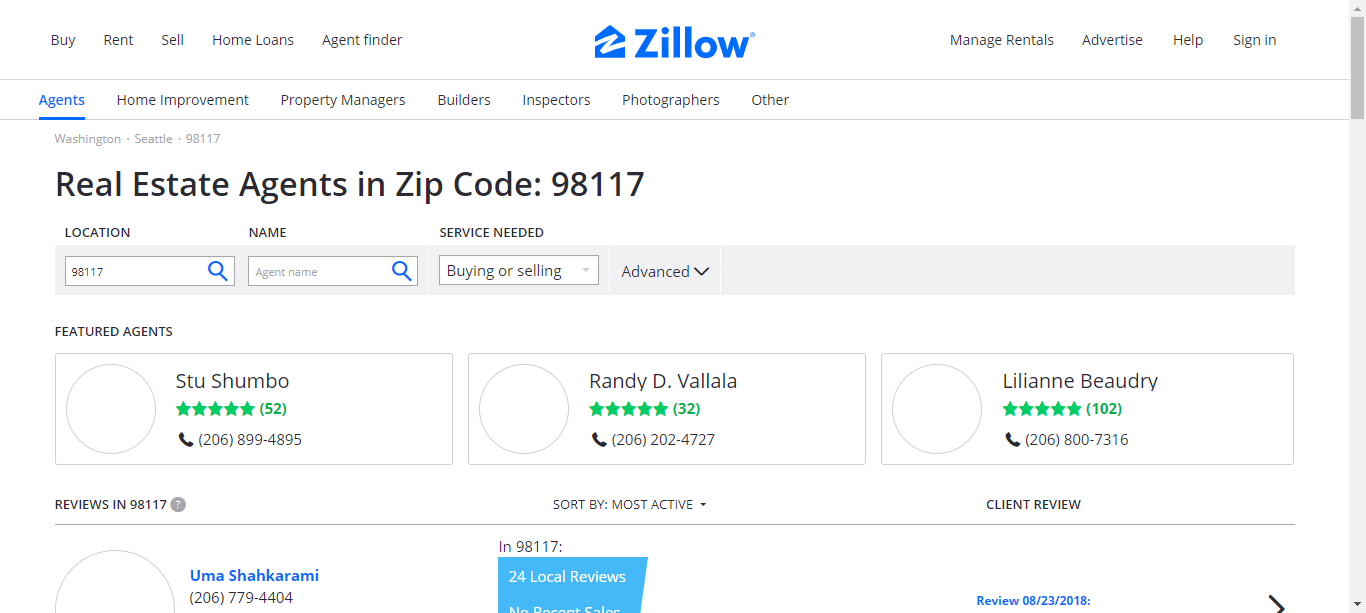 Buy Rent Sell Home Loans Agent finder Zillow® Manage Rentals Advertise Help Sign in
Agents Home Improvement Property Managers Builders Inspectors Photographers Other
Washington · Seattle · 98117
Real Estate Agents in Zip Code: 98117
LOCATION NAME SERVICE NEEDED
98117 Agent name Buying or selling Advanced
FEATURED AGENTS
Stu Shumbo
(52)
(206) 899-4895
Randy D. Vallala
(32)
(206) 202-4727
Lilianne Beaudry
(102)
(206) 800-7316
REVIEWS IN 98117 ? SORT BY: MOST ACTIVE CLIENT REVIEW
Uma Shahkarami
(206) 779-4404
In 98117:
24 Local Reviews
No Recent Sales
Review 08/23/2018: